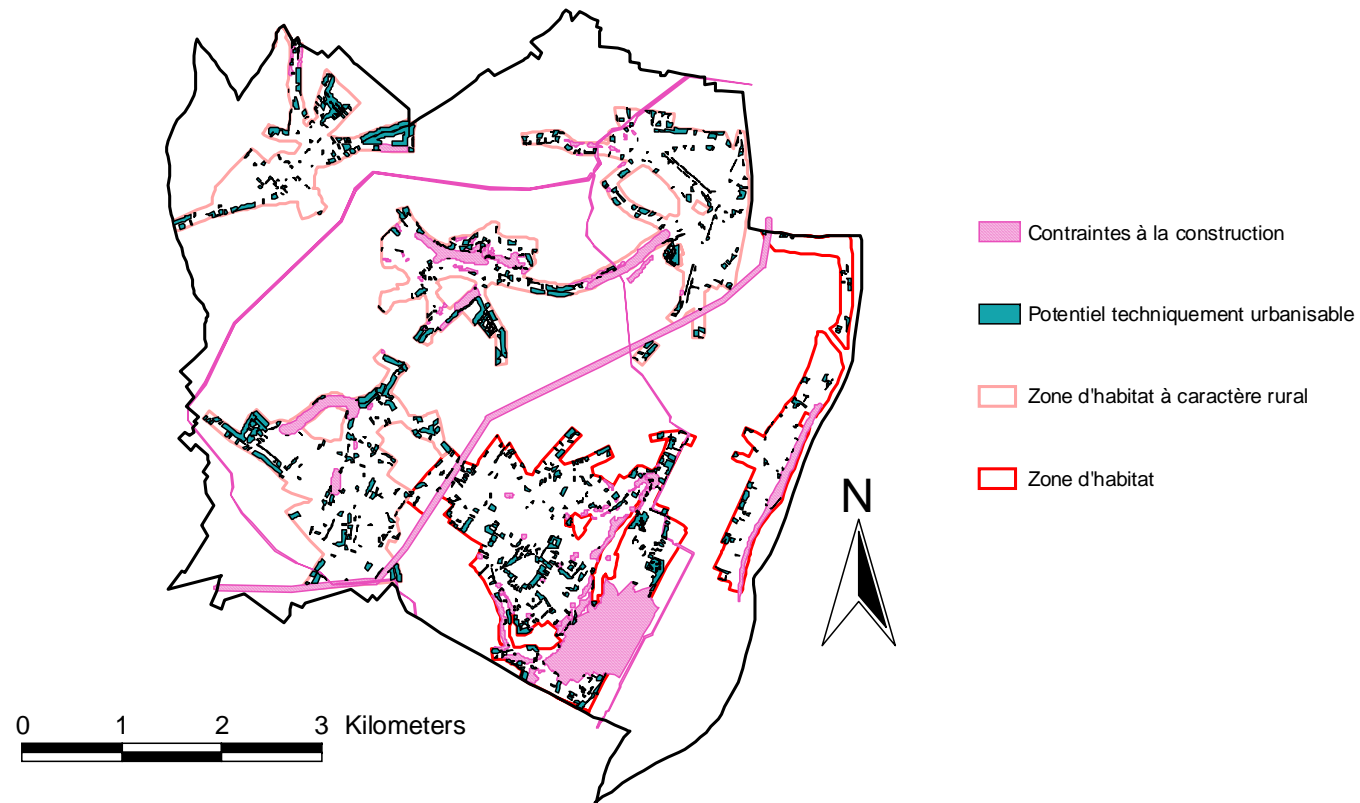 Contraintes à la construction
Potentiel techniquement urbanisable
Zone d'habitat à caractère rural
Zone d'habitat
N
0 1 2 3 Kilometers